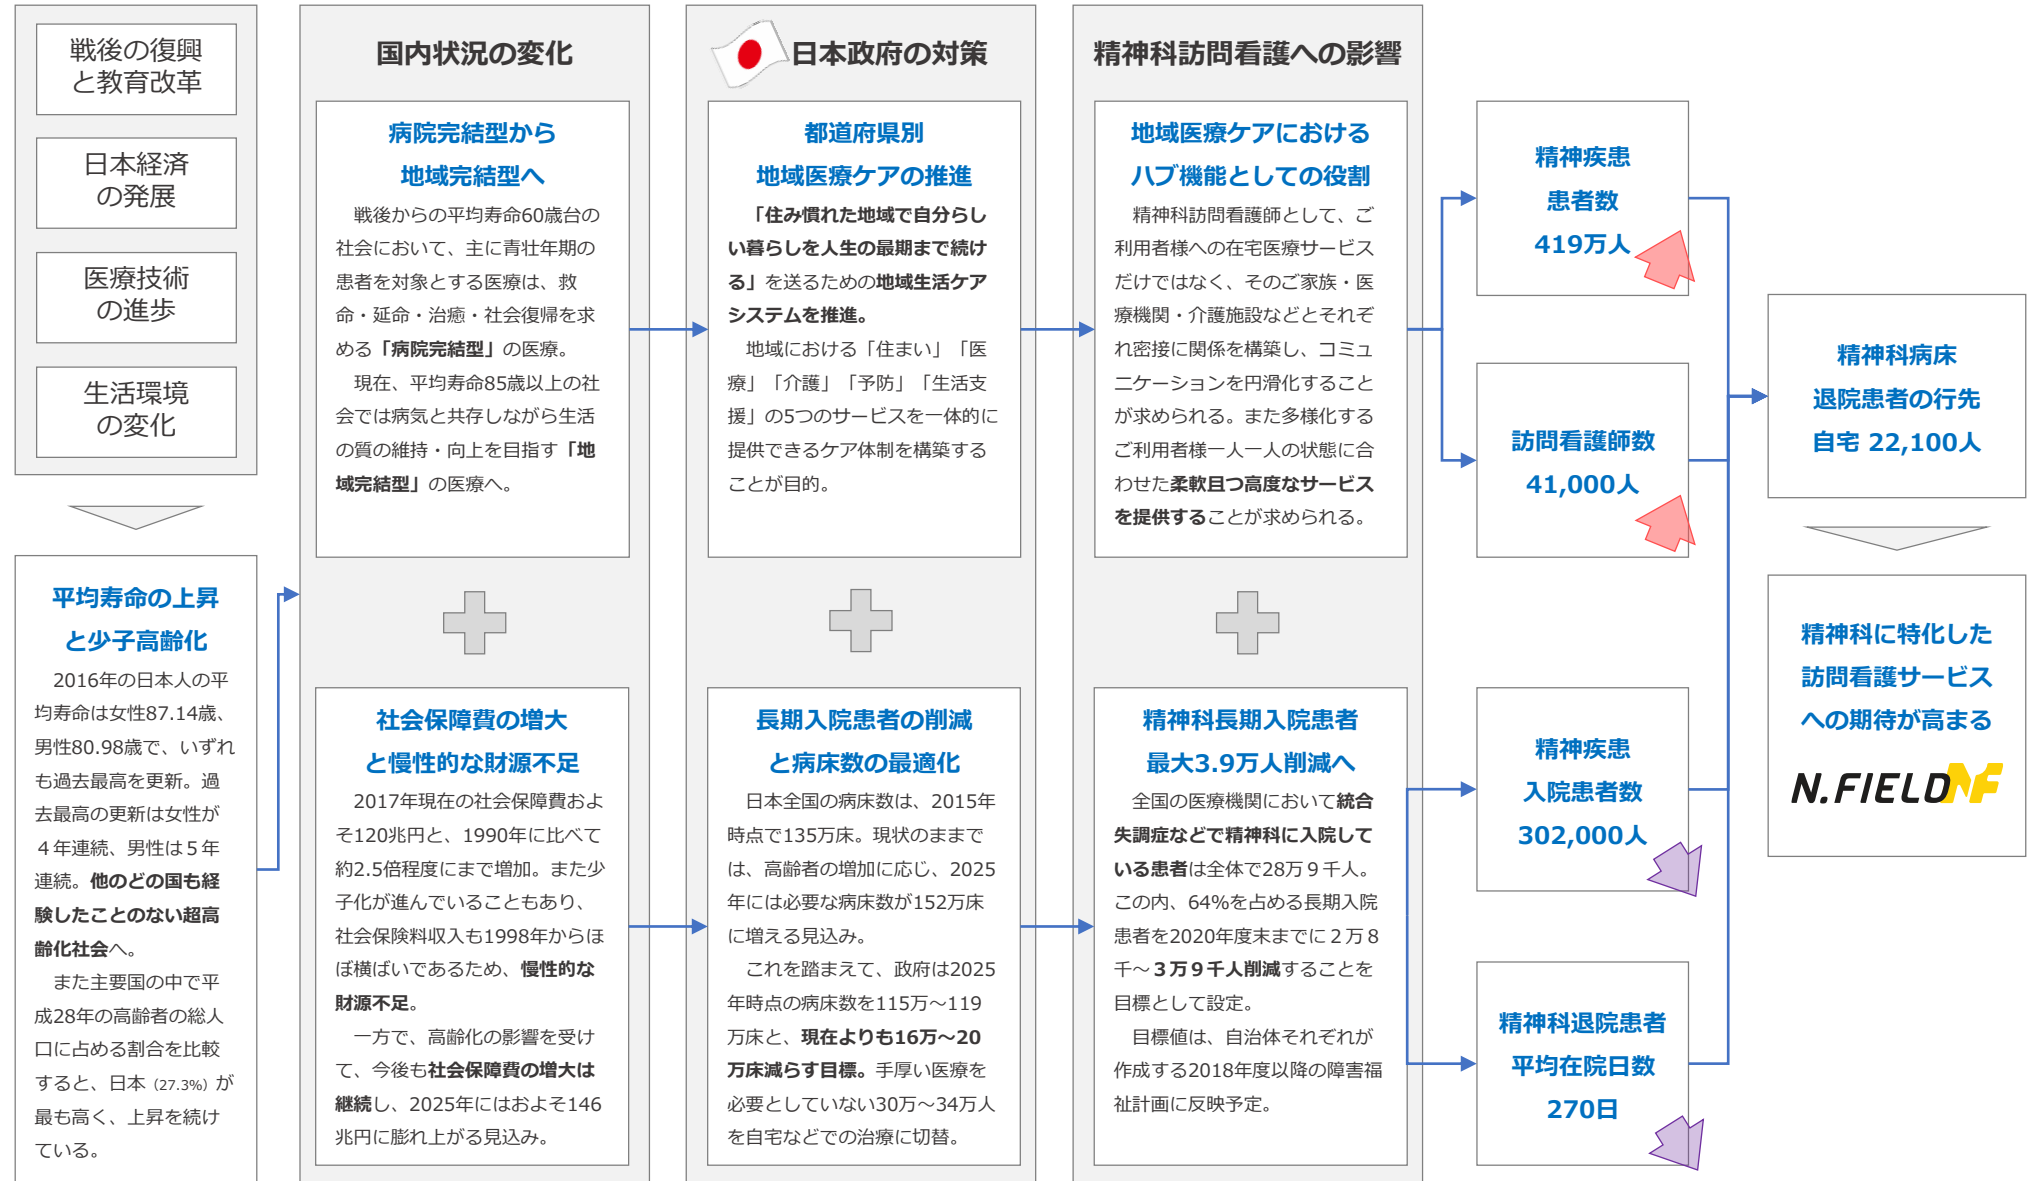 戦後の復興
と教育改革
日本経済
の発展
医療技術
の進歩
生活環境
の変化
平均寿命の上昇
と少子高齢化
2016年の日本人の平
均寿命は女性87.14歳、
男性80.98歳で、いずれ
も過去最高を更新。過
去最高の更新は女性が
４年連続、男性は５年
連続。他のどの国も経
験したことのない超高
齢化社会へ。
また主要国の中で平
成28年の高齢者の総人
口に占める割合を比較
すると、日本（27.3%）が
最も高く、上昇を続け
ている。
国内状況の変化
病院完結型から
地域完結型へ
戦後からの平均寿命60歳台の
社会において、主に青壮年期の
患者を対象とする医療は、救
命・延命・治癒・社会復帰を求
める「病院完結型」の医療。
現在、平均寿命85歳以上の社
会では病気と共存しながら生活
の質の維持・向上を目指す「地
域完結型」の医療へ。
社会保障費の増大
と慢性的な財源不足
2017年現在の社会保障費およ
そ120兆円と、1990年に比べて
約2.5倍程度にまで増加。また少
子化が進んでいることもあり、
社会保険料収入も1998年からほ
ぼ横ばいであるため、慢性的な
財源不足。
一方で、高齢化の影響を受け
て、今後も社会保障費の増大は
継続し、2025年にはおよそ146
兆円に膨れ上がる見込み。
日本政府の対策
都道府県別
地域医療ケアの推進
「住み慣れた地域で自分らし
い暮らしを人生の最期まで続け
る」を送るための地域生活ケア
システムを推進。
地域における「住まい」「医
療」「介護」「予防」「生活支
援」の5つのサービスを一体的に
提供できるケア体制を構築する
ことが目的。
長期入院患者の削減
と病床数の最適化
日本全国の病床数は、2015年
時点で135万床。現状のままで
は、高齢者の増加に応じ、2025
年には必要な病床数が152万床
に増える見込み。
これを踏まえて、政府は2025
年時点の病床数を115万～119
万床と、現在よりも16万～20
万床減らす目標。手厚い医療を
必要としていない30万～34万人
を自宅などでの治療に切替。
精神科訪問看護への影響
地域医療ケアにおける
ハブ機能としての役割
精神科訪問看護師として、ご
利用者様への在宅医療サービス
だけではなく、そのご家族・医
療機関・介護施設などとそれぞ
れ密接に関係を構築し、コミュ
ニケーションを円滑化すること
が求められる。また多様化する
ご利用者様一人一人の状態に合
わせた柔軟且つ高度なサービス
を提供することが求められる。
精神科長期入院患者
最大3.9万人削減へ
全国の医療機関において統合
失調症などで精神科に入院して
いる患者は全体で28万９千人。
この内、64%を占める長期入院
患者を2020年度末までに２万８
千～３万９千人削減することを
目標として設定。
目標値は、自治体それぞれが
作成する2018年度以降の障害福
祉計画に反映予定。
精神疾患
患者数
419万人
訪問看護師数
41,000人
精神疾患
入院患者数
302,000人
精神科退院患者
平均在院日数
270日
精神科病床
退院患者の行先
自宅 22,100人
精神科に特化した
訪問看護サービス
への期待が高まる
N.FIELD NF